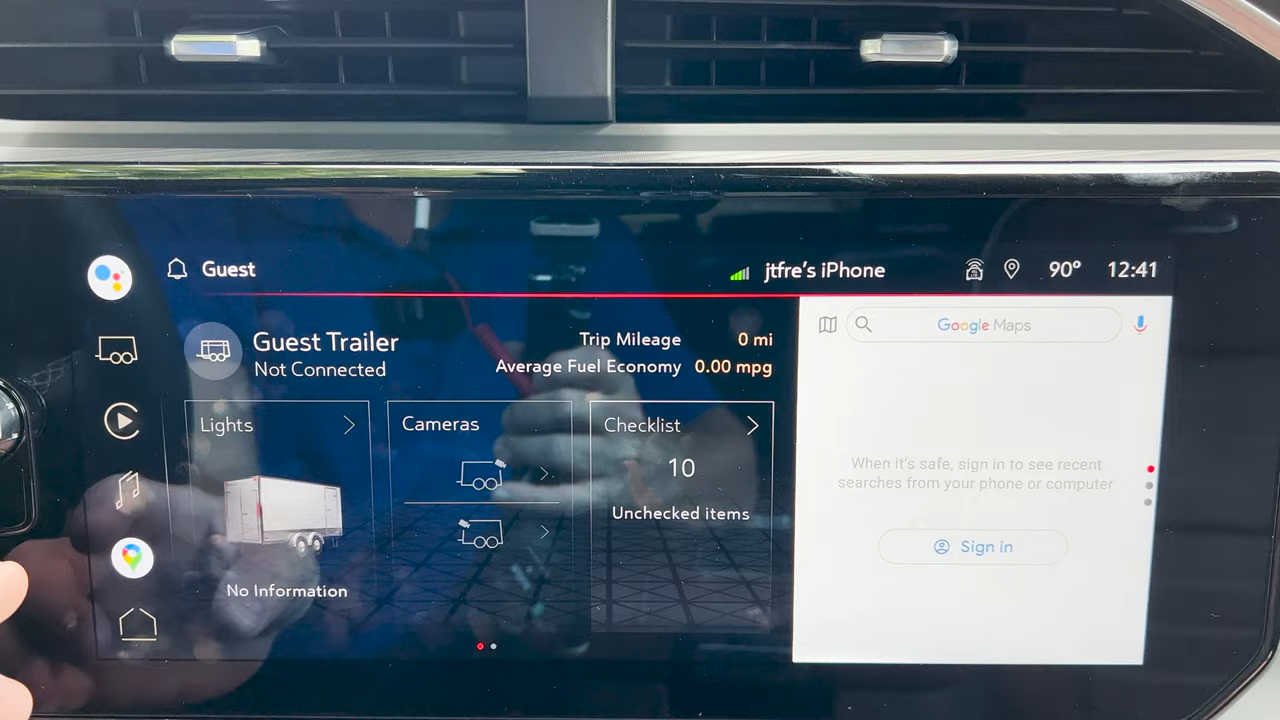 Guest
jtfre's iPhone
90°
12:41
Guest Trailer
Not Connected
Trip Mileage 0 mi
Average Fuel Economy 0.00 mpg
Lights
No Information
Cameras
Checklist
10
Unchecked items
Google Maps
When it's safe, sign in to see recent
searches from your phone or computer
Sign in